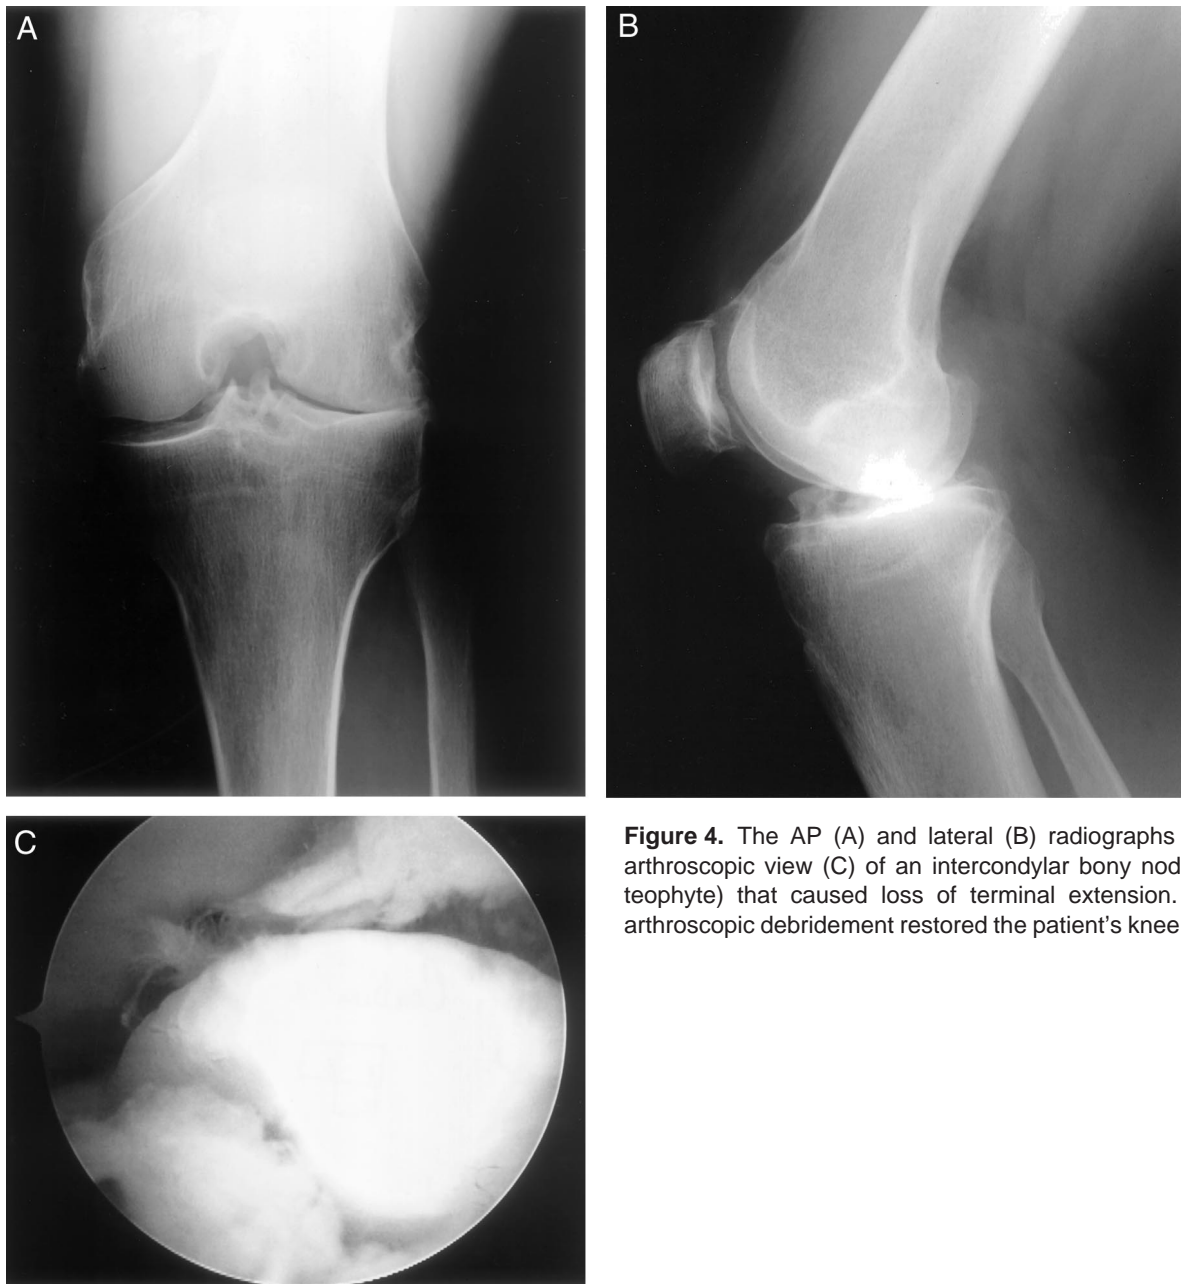 A
B
C
Figure 4. The AP (A) and lateral (B) radiographs
arthroscopic view (C) of an intercondylar bony nod
teophyte) that caused loss of terminal extension.
arthroscopic debridement restored the patient's knee